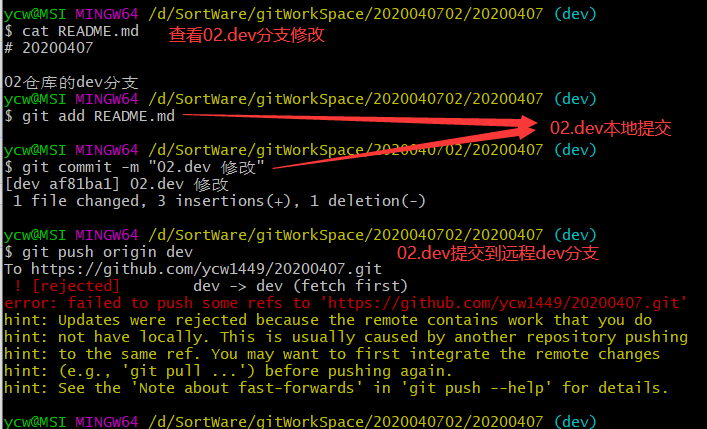 ycw@MSI MINGW64 /d/SortWare/gitWorkSpace/2020040702/20200407 (dev)
$ cat README.md 查看02.dev分支修改
# 20200407
02仓库的dev分支
ycw@MSI MINGW64 /d/SortWare/gitWorkSpace/2020040702/20200407 (dev)
$ git add README.md
02.dev本地提交
ycw@MSI MINGW64 /d/SortWare/gitWorkSpace/2020040702/20200407 (dev)
$ git commit -m "02.dev 修改"
[dev af81ba1] 02.dev 修改
1 file changed, 3 insertions(+), 1 deletion(-)
ycw@MSI MINGW64 /d/SortWare/gitWorkSpace/2020040702/20200407 (dev)
$ git push origin dev 02.dev提交到远程dev分支
To https://github.com/ycw1449/20200407.git
! [rejected] dev -> dev (fetch first)
error: failed to push some refs to 'https://github.com/ycw1449/20200407.git'
hint: Updates were rejected because the remote contains work that you do
hint: not have locally. This is usually caused by another repository pushing
hint: to the same ref. You may want to first integrate the remote changes
hint: (e.g., 'git pull ...') before pushing again.
hint: See the 'Note about fast-forwards' in 'git push --help' for details.
ycw@MSI MINGW64 /d/SortWare/gitWorkSpace/2020040702/20200407 (dev)